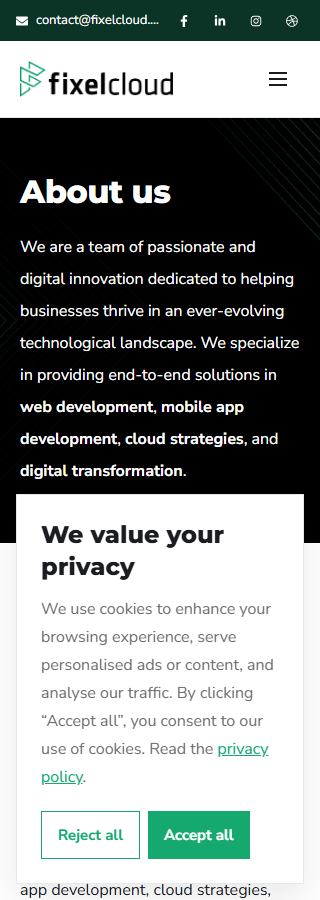 contact@fixelcloud....
fixelcloud
About us
We are a team of passionate and
digital innovation dedicated to helping
businesses thrive in an ever-evolving
technological landscape. We specialize
in providing end-to-end solutions in
web development, mobile app
development, cloud strategies, and
digital transformation.
We value your
privacy
We use cookies to enhance your
browsing experience, serve
personalised ads or content, and
analyse our traffic. By clicking
“Accept all”, you consent to our
use of cookies. Read the privacy
policy.
Reject all Accept all
app development, cloud strategies,